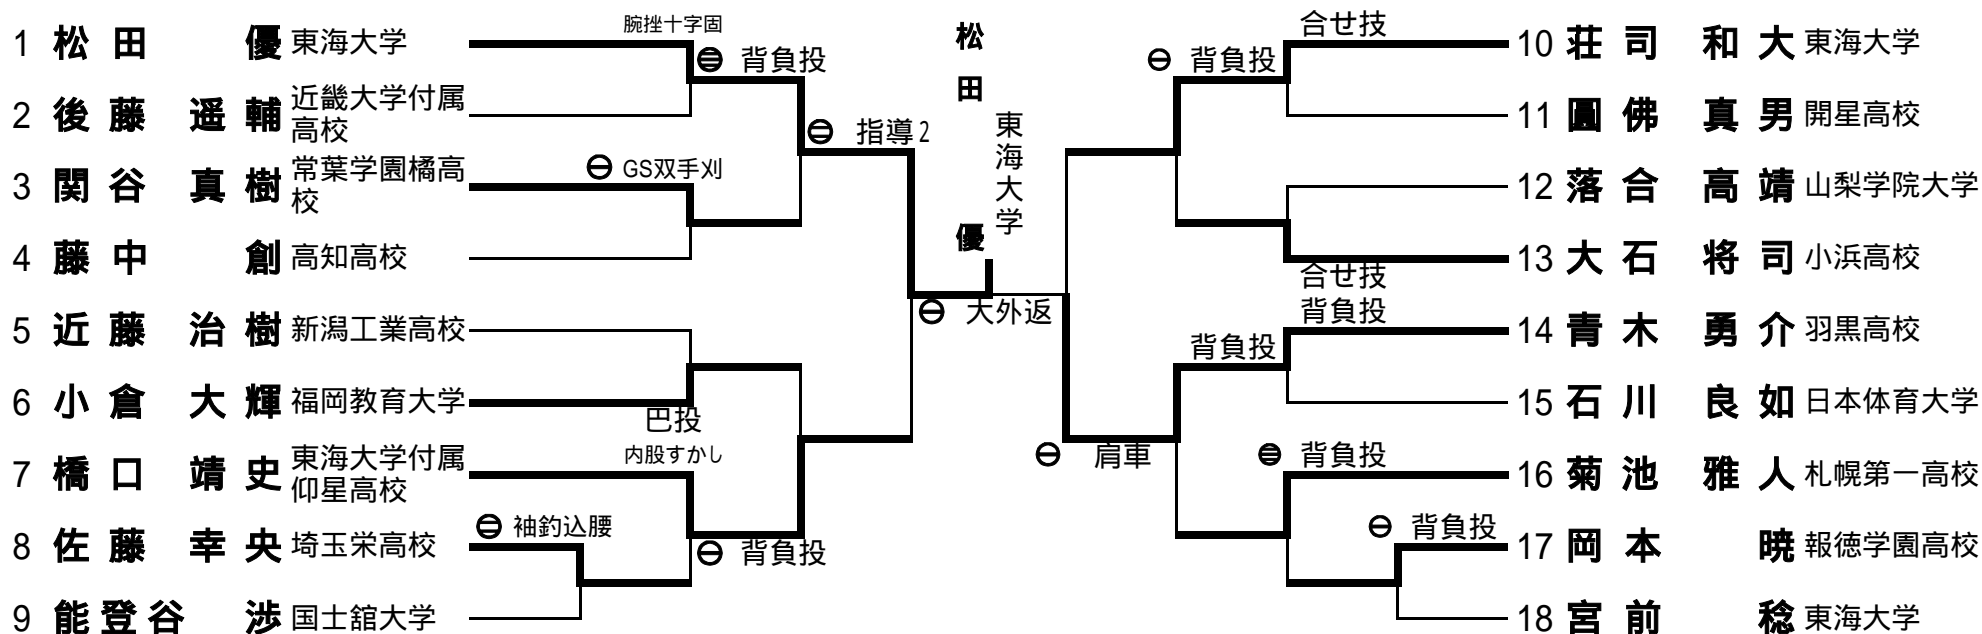 1 松田 優 東海大学
腕挫十字固
背負投
2 後藤 遥輔 近畿大学付属
高校
指導2
3 関谷 真樹 常葉学園橘高
校
GS双手刈
4 藤中 創 高知高校
5 近藤 治樹 新潟工業高校
6 小倉 大輝 福岡教育大学
巴投
内股すかし
7 橋口 靖史 東海大学付属
仰星高校
8 佐藤 幸央 埼玉栄高校
袖釣込腰
背負投
9 能登谷 渉 国士舘大学
松田 優
東海大学
大外返
合せ技
10 荘司 和大 東海大学
背負投
11 圓佛 真男 開星高校
12 落合 高靖 山梨学院大学
13 大石 将司 小浜高校
合せ技
背負投
14 青木 勇介 羽黒高校
背負投
15 石川 良如 日本体育大学
肩車
背負投
16 菊池 雅人 札幌第一高校
背負投
17 岡本 暁 報徳学園高校
18 宮前 稔 東海大学